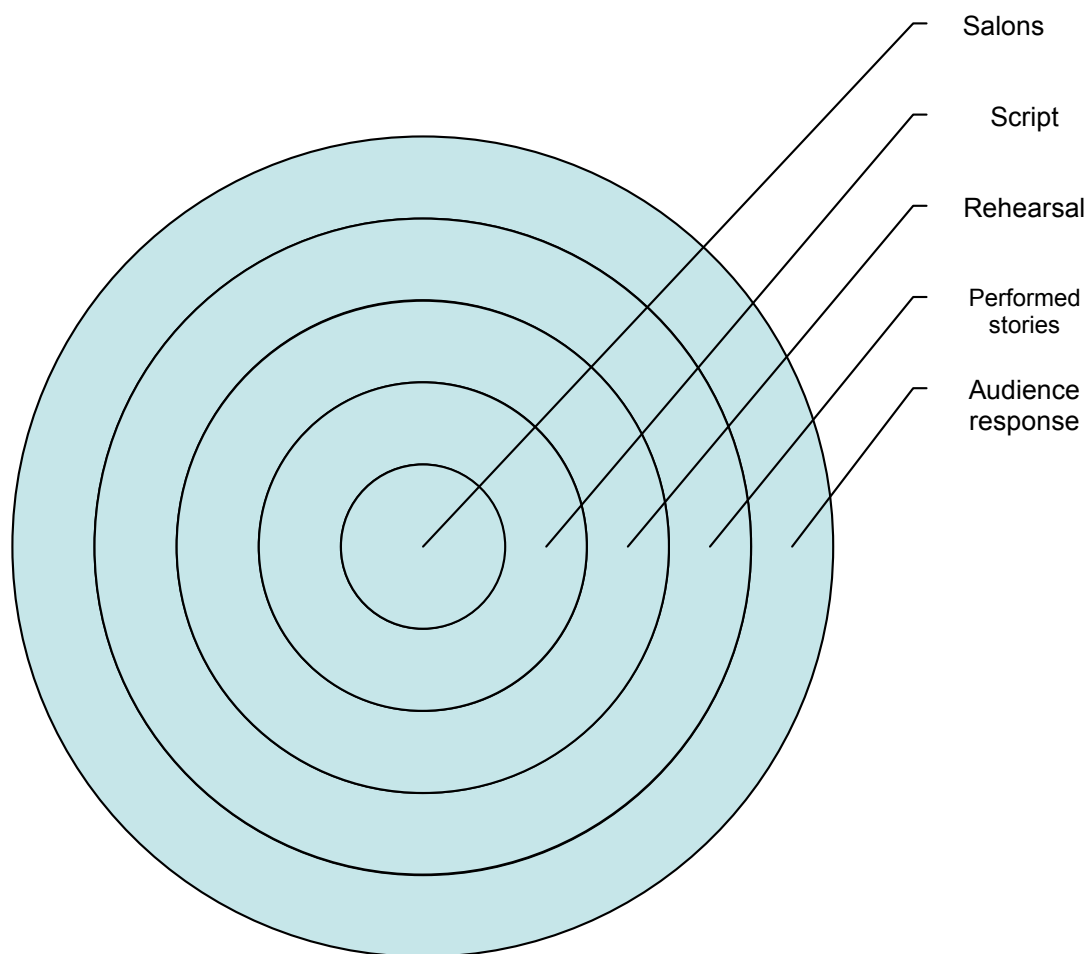 Salons
Script
Rehearsal
Performed
stories
Audience
response